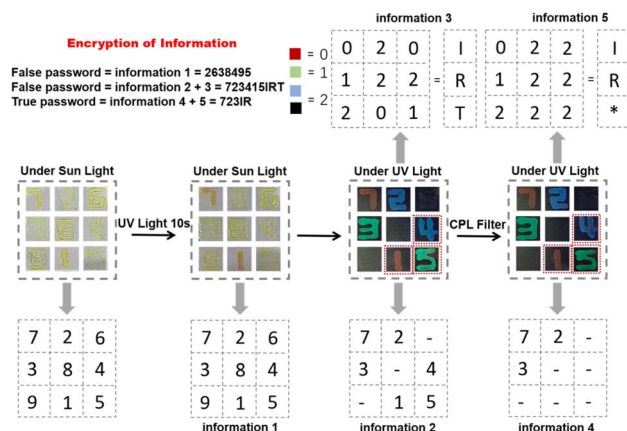 information 3
information 5
Encryption of Information
False password = information 1 = 2638495
False password = information 2 + 3 = 723415IRT
True password = information 4 + 5 = 723IR
= 0
= 1
= 2
0 2 0 I
1 2 2 = R
2 0 1 T
0 2 2 I
1 2 2 = R
2 2 2 *
Under Sun Light
Under Sun Light
Under UV Light
Under UV Light
UV Light 10s
CPL Filter
7 2 6
3 8 4
9 1 5
7 2 6
3 8 4
9 1 5
7 2 -
3 - 4
- 1 5
7 2 -
3 - -
- - -
information 1
information 2
information 4